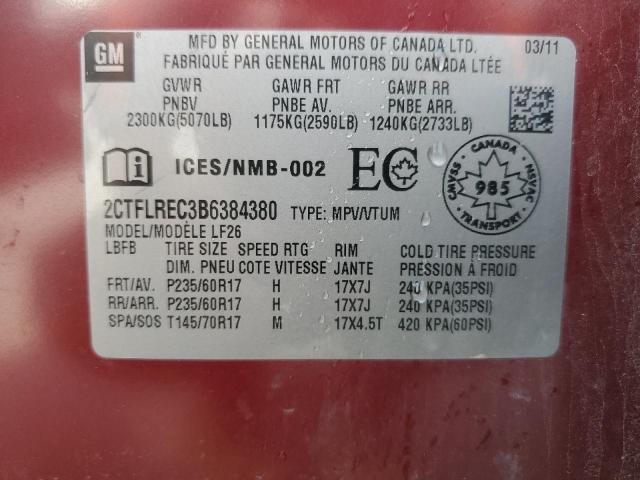 GM
MFD BY GENERAL MOTORS OF CANADA LTD. 03/11
FABRIQUÉ PAR GENERAL MOTORS DU CANADA LTÉE
GVWR GAWR FRT GAWR RR
PNBV PNBE AV. PNBE ARR.
2300KG(5070LB) 1175KG(2590LB) 1240KG(2733LB)
ICES/NMB-002 EC
CANADA
CMVSS 985 NSVAC
TRANSPORT
2CTFLREC3B6384380 TYPE: MPV/VTUM
MODEL/MODÈLE LF26
LBFB TIRE SIZE SPEED RTG RIM COLD TIRE PRESSURE
DIM. PNEU COTE VITESSE JANTE PRESSION À FROID
FRT/AV. P235/60R17 H 17X7J 240 KPA(35PSI)
RR/ARR. P235/60R17 H 17X7J 240 KPA(35PSI)
SPA/SOS T145/70R17 M 17X4.5T 420 KPA(60PSI)